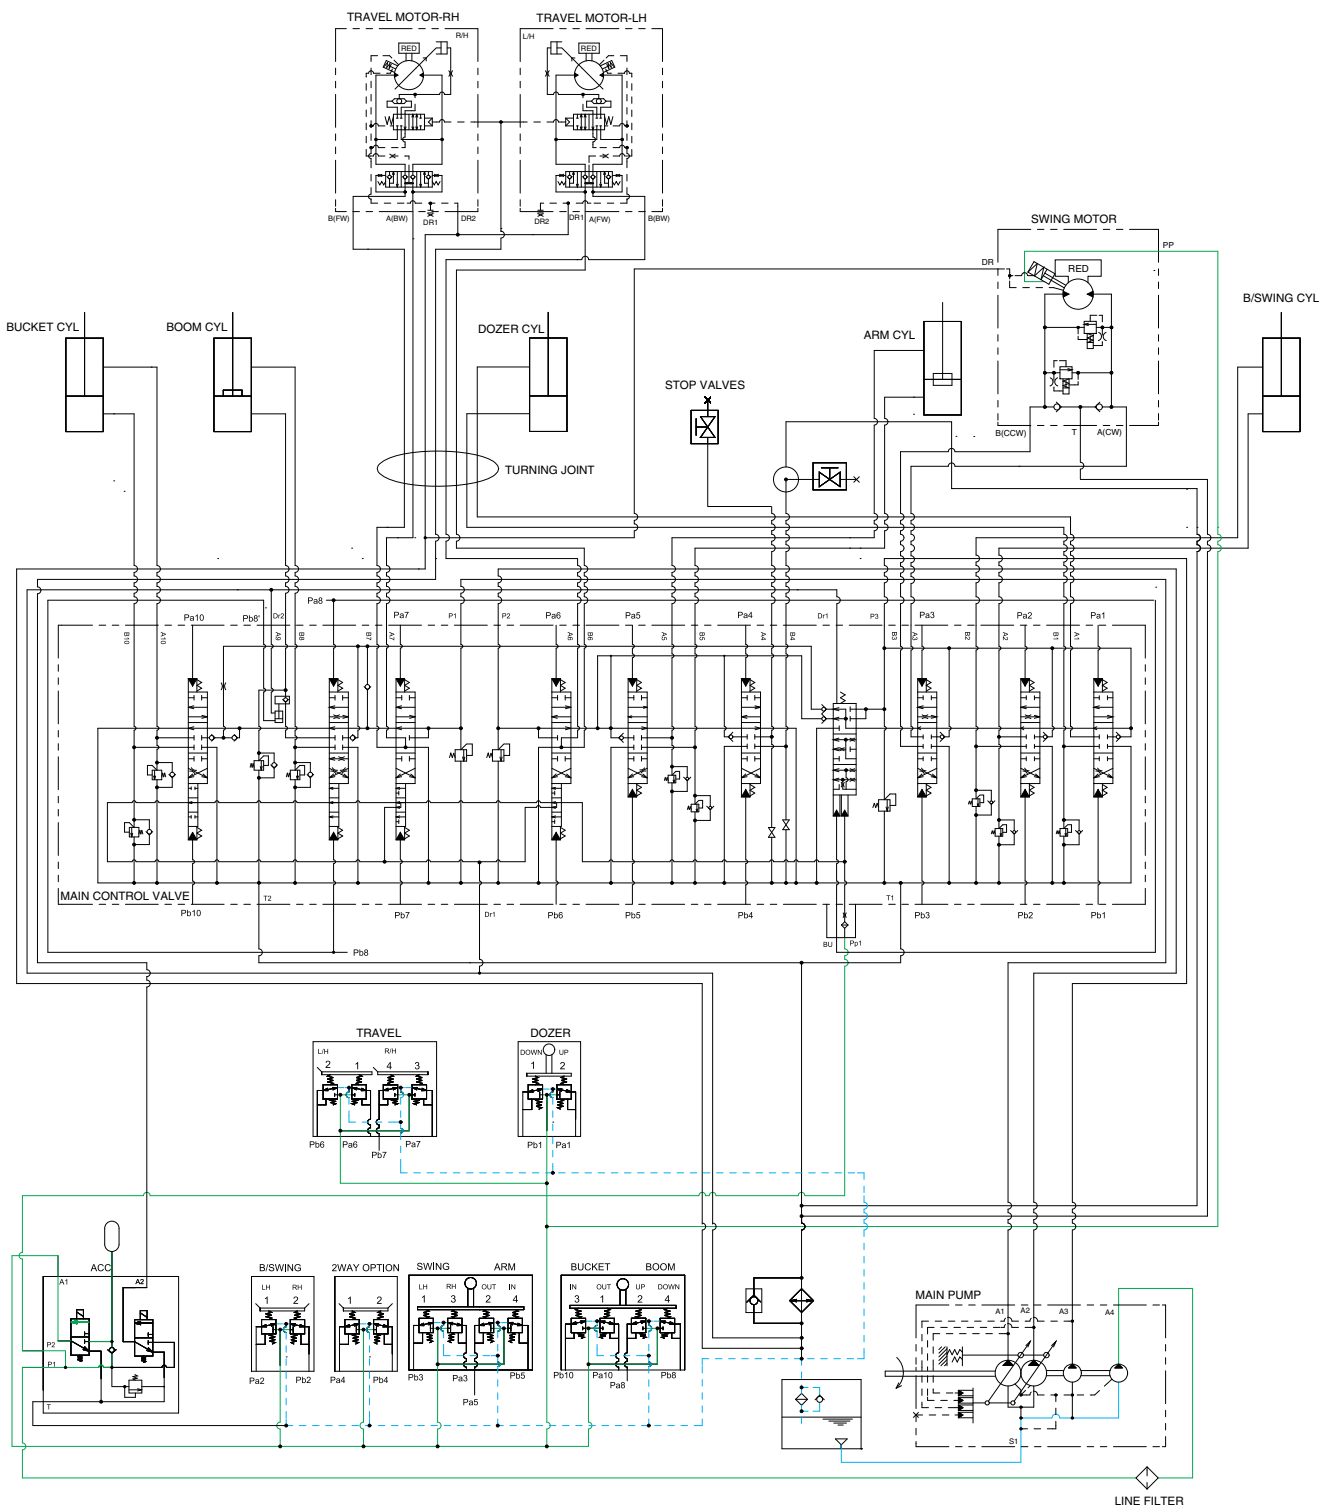 TRAVEL MOTOR-RH TRAVEL MOTOR-LH
R/H L/H
RED RED
B(FW) A(BW) DR1 DR2 DR2 DR1 A(FW) B(BW)
SWING MOTOR
PP
DR
RED
B(CCW) T A(CW)
BUCKET CYL BOOM CYL DOZER CYL ARM CYL B/SWING CYL
STOP VALVES
TURNING JOINT
Pa8
Pa10 Pb8' Dr2 Pa7 P1 P2 Pa6 Pa5 Pa4 Dr1 P3 Pa3 Pa2 Pa1
B10 A10 A9 B8 B7 A7 A6 B6 A5 B5 A4 B4 B3 A3 B2 A2 B1 A1
MAIN CONTROL VALVE
T2 T1
Pb10 Pb7 Dr1 Pb6 Pb5 Pb4 Pb3 Pb2 Pb1
BU Pp1
Pb8
TRAVEL
L/H R/H
2 1 4 3
Pb6 Pa6 Pb7 Pa7
DOZER
DOWN UP
1 2
Pb1 Pa1
ACC
A1 A2
P2
P1
T
B/SWING
LH RH
1 2
Pa2 Pb2
2WAY OPTION
1 2
Pa4 Pb4
SWING ARM
LH RH OUT IN
1 3 2 4
Pb3 Pa3 Pa5 Pb5
BUCKET BOOM
IN OUT UP DOWN
3 1 2 4
Pb10 Pa10 Pa8 Pb8
MAIN PUMP
A1 A2 A3 A4
S1
LINE FILTER